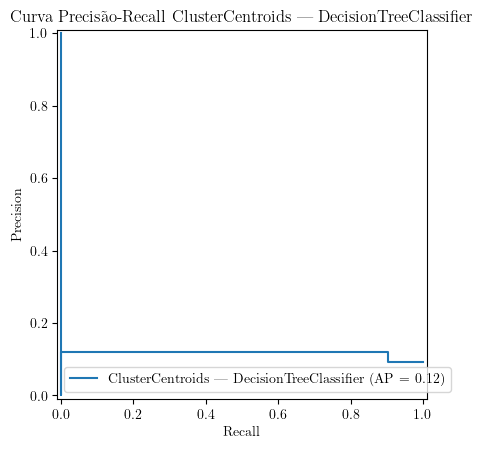 Curva Precisão-Recall ClusterCentroids — DecisionTreeClassifier
1.0
0.8
0.6
0.4
0.2
0.0
Precision
ClusterCentroids — DecisionTreeClassifier (AP = 0.12)
0.0 0.2 0.4 0.6 0.8 1.0
Recall